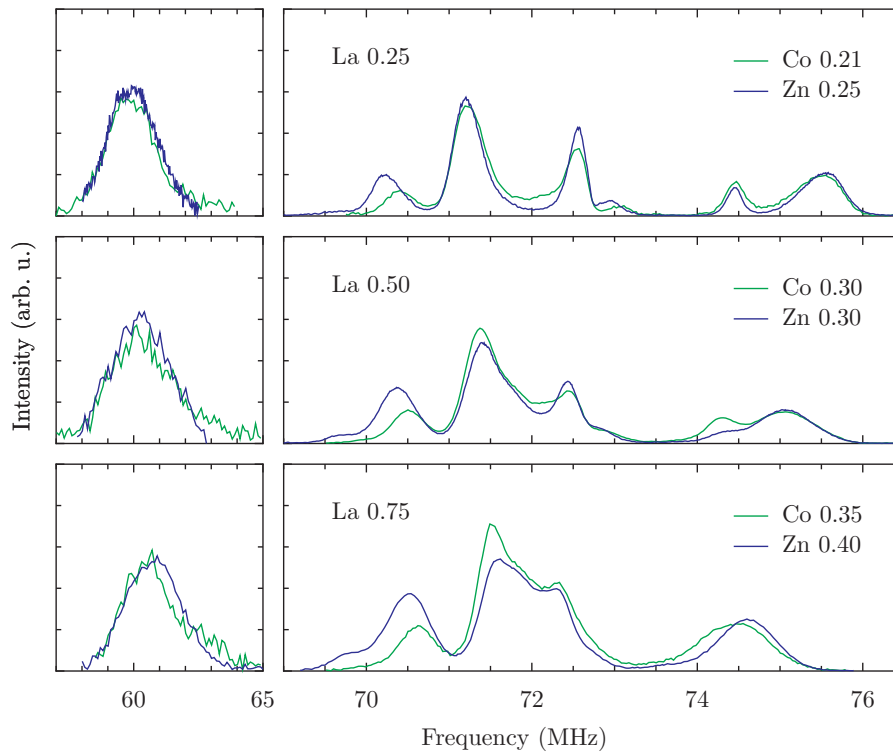 La 0.25
Co 0.21
Zn 0.25
La 0.50
Co 0.30
Zn 0.30
La 0.75
Co 0.35
Zn 0.40
Intensity (arb. u.)
60 65 70 72 74 76
Frequency (MHz)